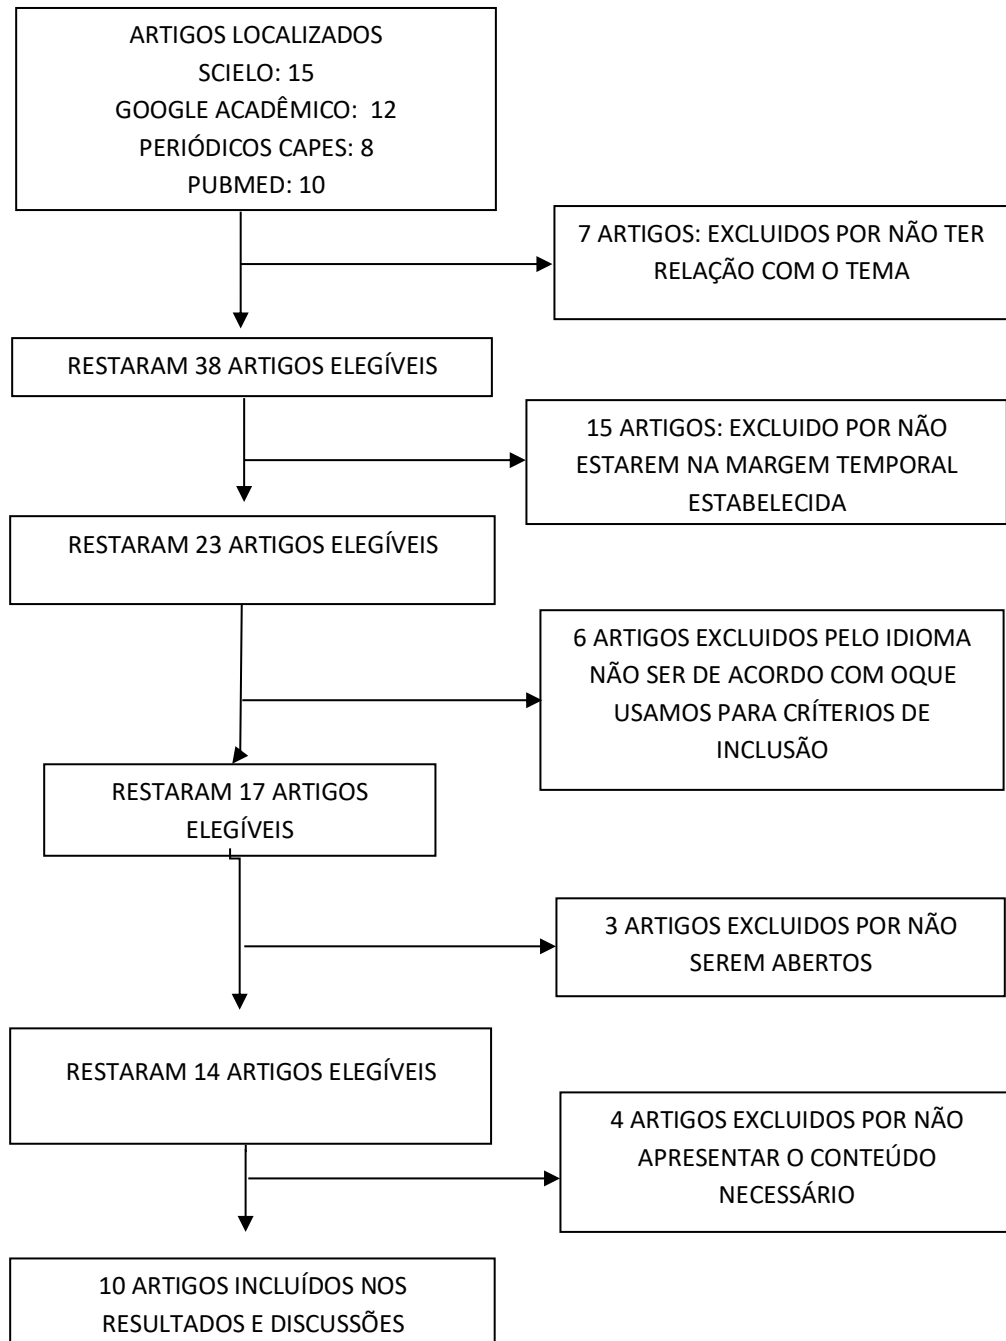 ARTIGOS LOCALIZADOS
SCIELO: 15
GOOGLE ACADÊMICO: 12
PERIÓDICOS CAPES: 8
PUBMED: 10
7 ARTIGOS: EXCLUIDOS POR NÃO TER
RELAÇÃO COM O TEMA
RESTARAM 38 ARTIGOS ELEGÍVEIS
15 ARTIGOS: EXCLUIDO POR NÃO
ESTAREM NA MARGEM TEMPORAL
ESTABELECIDA
RESTARAM 23 ARTIGOS ELEGÍVEIS
6 ARTIGOS EXCLUIDOS PELO IDIOMA
NÃO SER DE ACORDO COM OQUE
USAMOS PARA CRÍTERIOS DE
INCLUSÃO
RESTARAM 17 ARTIGOS
ELEGÍVEIS
3 ARTIGOS EXCLUIDOS POR NÃO
SEREM ABERTOS
RESTARAM 14 ARTIGOS ELEGÍVEIS
4 ARTIGOS EXCLUIDOS POR NÃO
APRESENTAR O CONTEÚDO
NECESSÁRIO
10 ARTIGOS INCLUÍDOS NOS
RESULTADOS E DISCUSSÕES